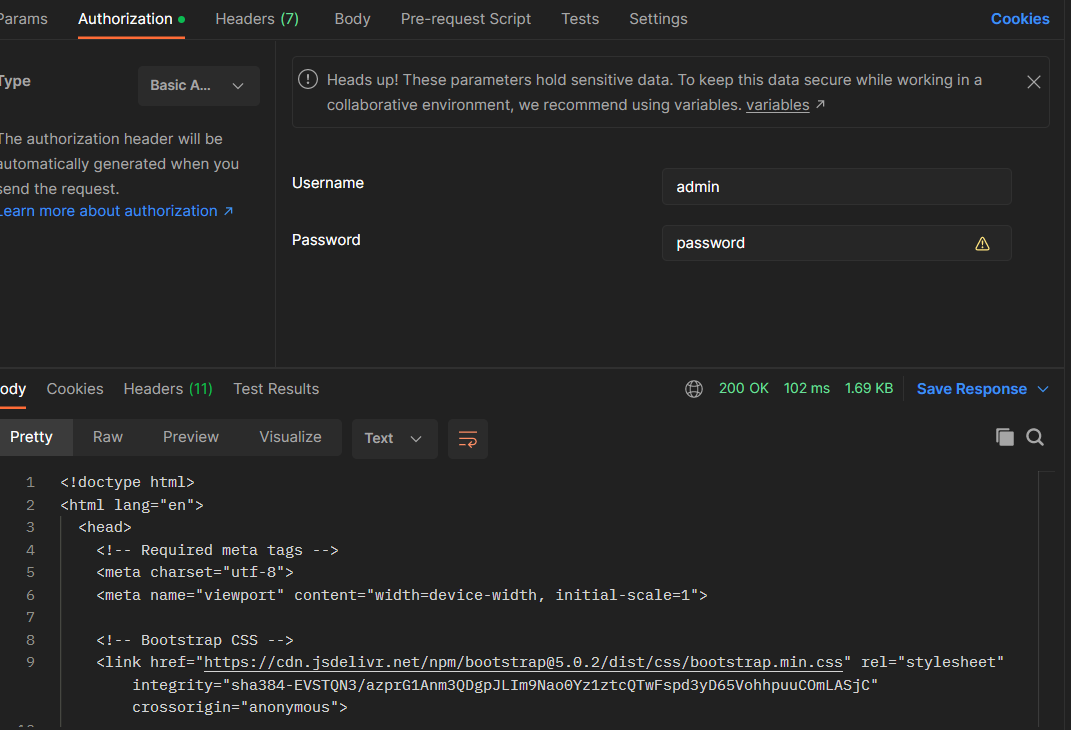 Params Authorization Headers (7) Body Pre-request Script Tests Settings Cookies
Type
Basic A...
Heads up! These parameters hold sensitive data. To keep this data secure while working in a
collaborative environment, we recommend using variables. variables ↗
The authorization header will be
automatically generated when you
send the request.
Learn more about authorization ↗
Username
admin
Password
password
Body Cookies Headers (11) Test Results 200 OK 102 ms 1.69 KB Save Response
Pretty Raw Preview Visualize Text
1 <!doctype html>
2 <html lang="en">
3 <head>
4 <!-- Required meta tags -->
5 <meta charset="utf-8">
6 <meta name="viewport" content="width=device-width, initial-scale=1">
7
8 <!-- Bootstrap CSS -->
9 <link href="https://cdn.jsdelivr.net/npm/bootstrap@5.0.2/dist/css/bootstrap.min.css" rel="stylesheet"
integrity="sha384-EVSTQN3/azprG1Anm3QDgpJLIm9Nao0Yz1ztcQTwFspd3yD65VohhpuuCOmLASjC"
crossorigin="anonymous">